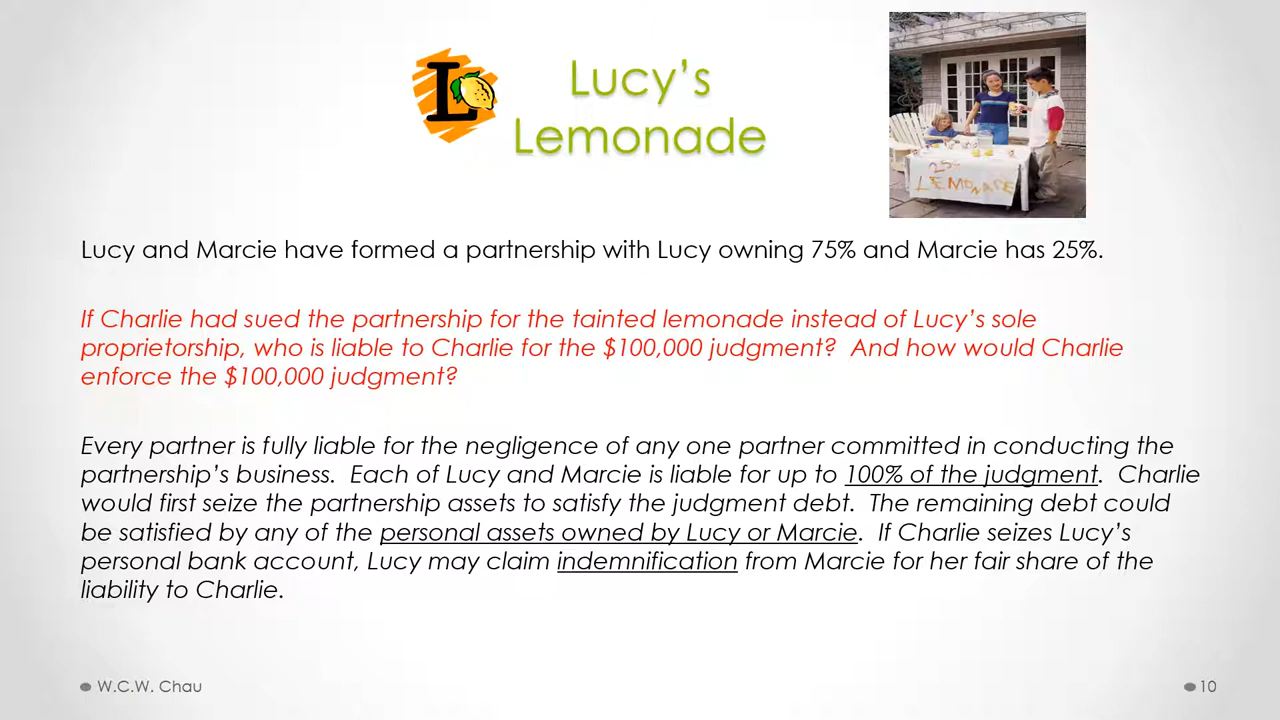 L
Lucy's
Lemonade
25¢
LEMONADE
Lucy and Marcie have formed a partnership with Lucy owning 75% and Marcie has 25%.
If Charlie had sued the partnership for the tainted lemonade instead of Lucy's sole
proprietorship, who is liable to Charlie for the $100,000 judgment?  And how would Charlie
enforce the $100,000 judgment?
Every partner is fully liable for the negligence of any one partner committed in conducting the
partnership's business.  Each of Lucy and Marcie is liable for up to 100% of the judgment.  Charlie
would first seize the partnership assets to satisfy the judgment debt.  The remaining debt could
be satisfied by any of the personal assets owned by Lucy or Marcie.  If Charlie seizes Lucy's
personal bank account, Lucy may claim indemnification from Marcie for her fair share of the
liability to Charlie.
W.C.W. Chau
10